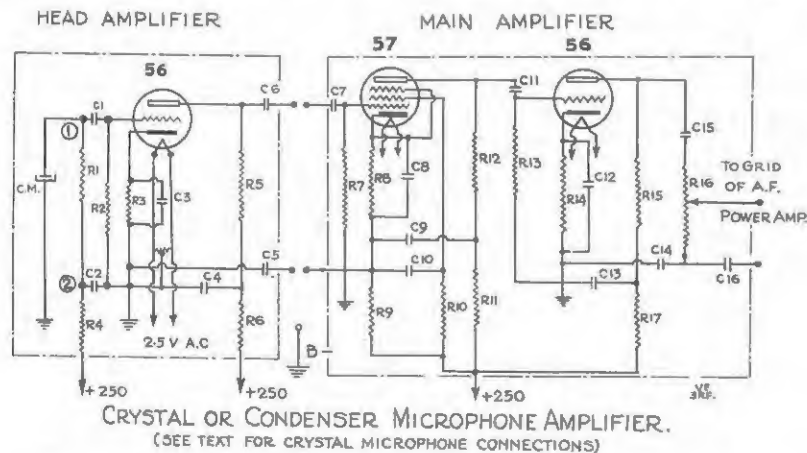 HEAD AMPLIFIER
MAIN AMPLIFIER
56
57
56
C1
C6
C7
C11
①
C.M.
R1
R2
R3
C3
R5
R7
R8
C8
R12
R13
R14
C12
R15
C15
R16
TO GRID
OF A.F.
POWER AMP.
②
C2
C4
C5
C9
C10
C14
C13
C16
R4
R6
R9
R10
R11
R17
2·5 V A.C
B
+250
+250
+250
CRYSTAL OR CONDENSER MICROPHONE AMPLIFIER.
(SEE TEXT FOR CRYSTAL MICROPHONE CONNECTIONS)